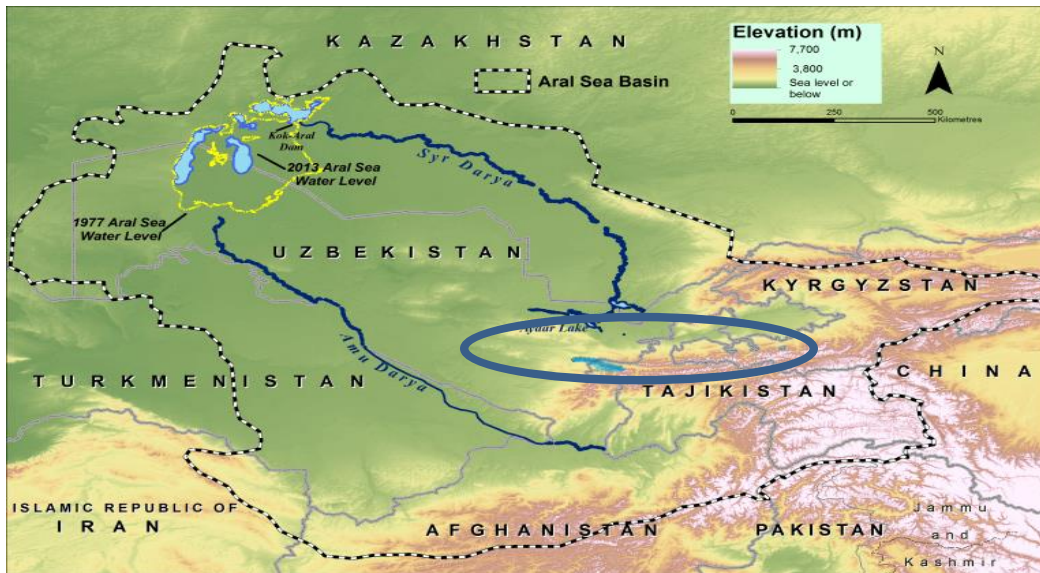 KAZAKHSTAN
Elevation (m)
7,700
3,800
Sea level or
below
N
0
250
500
Kilometres
Aral Sea Basin
Kok-Aral
Dam
2013 Aral Sea
Water Level
1977 Aral Sea
Water Level
Syr Darya
UZBEKISTAN
KYRGYZSTAN
Aydar Lake
Amu Darya
TURKMENISTAN
TAJIKISTAN
CHINA
ISLAMIC REPUBLIC OF
IRAN
AFGHANISTAN
PAKISTAN
Jammu
and
Kashmir